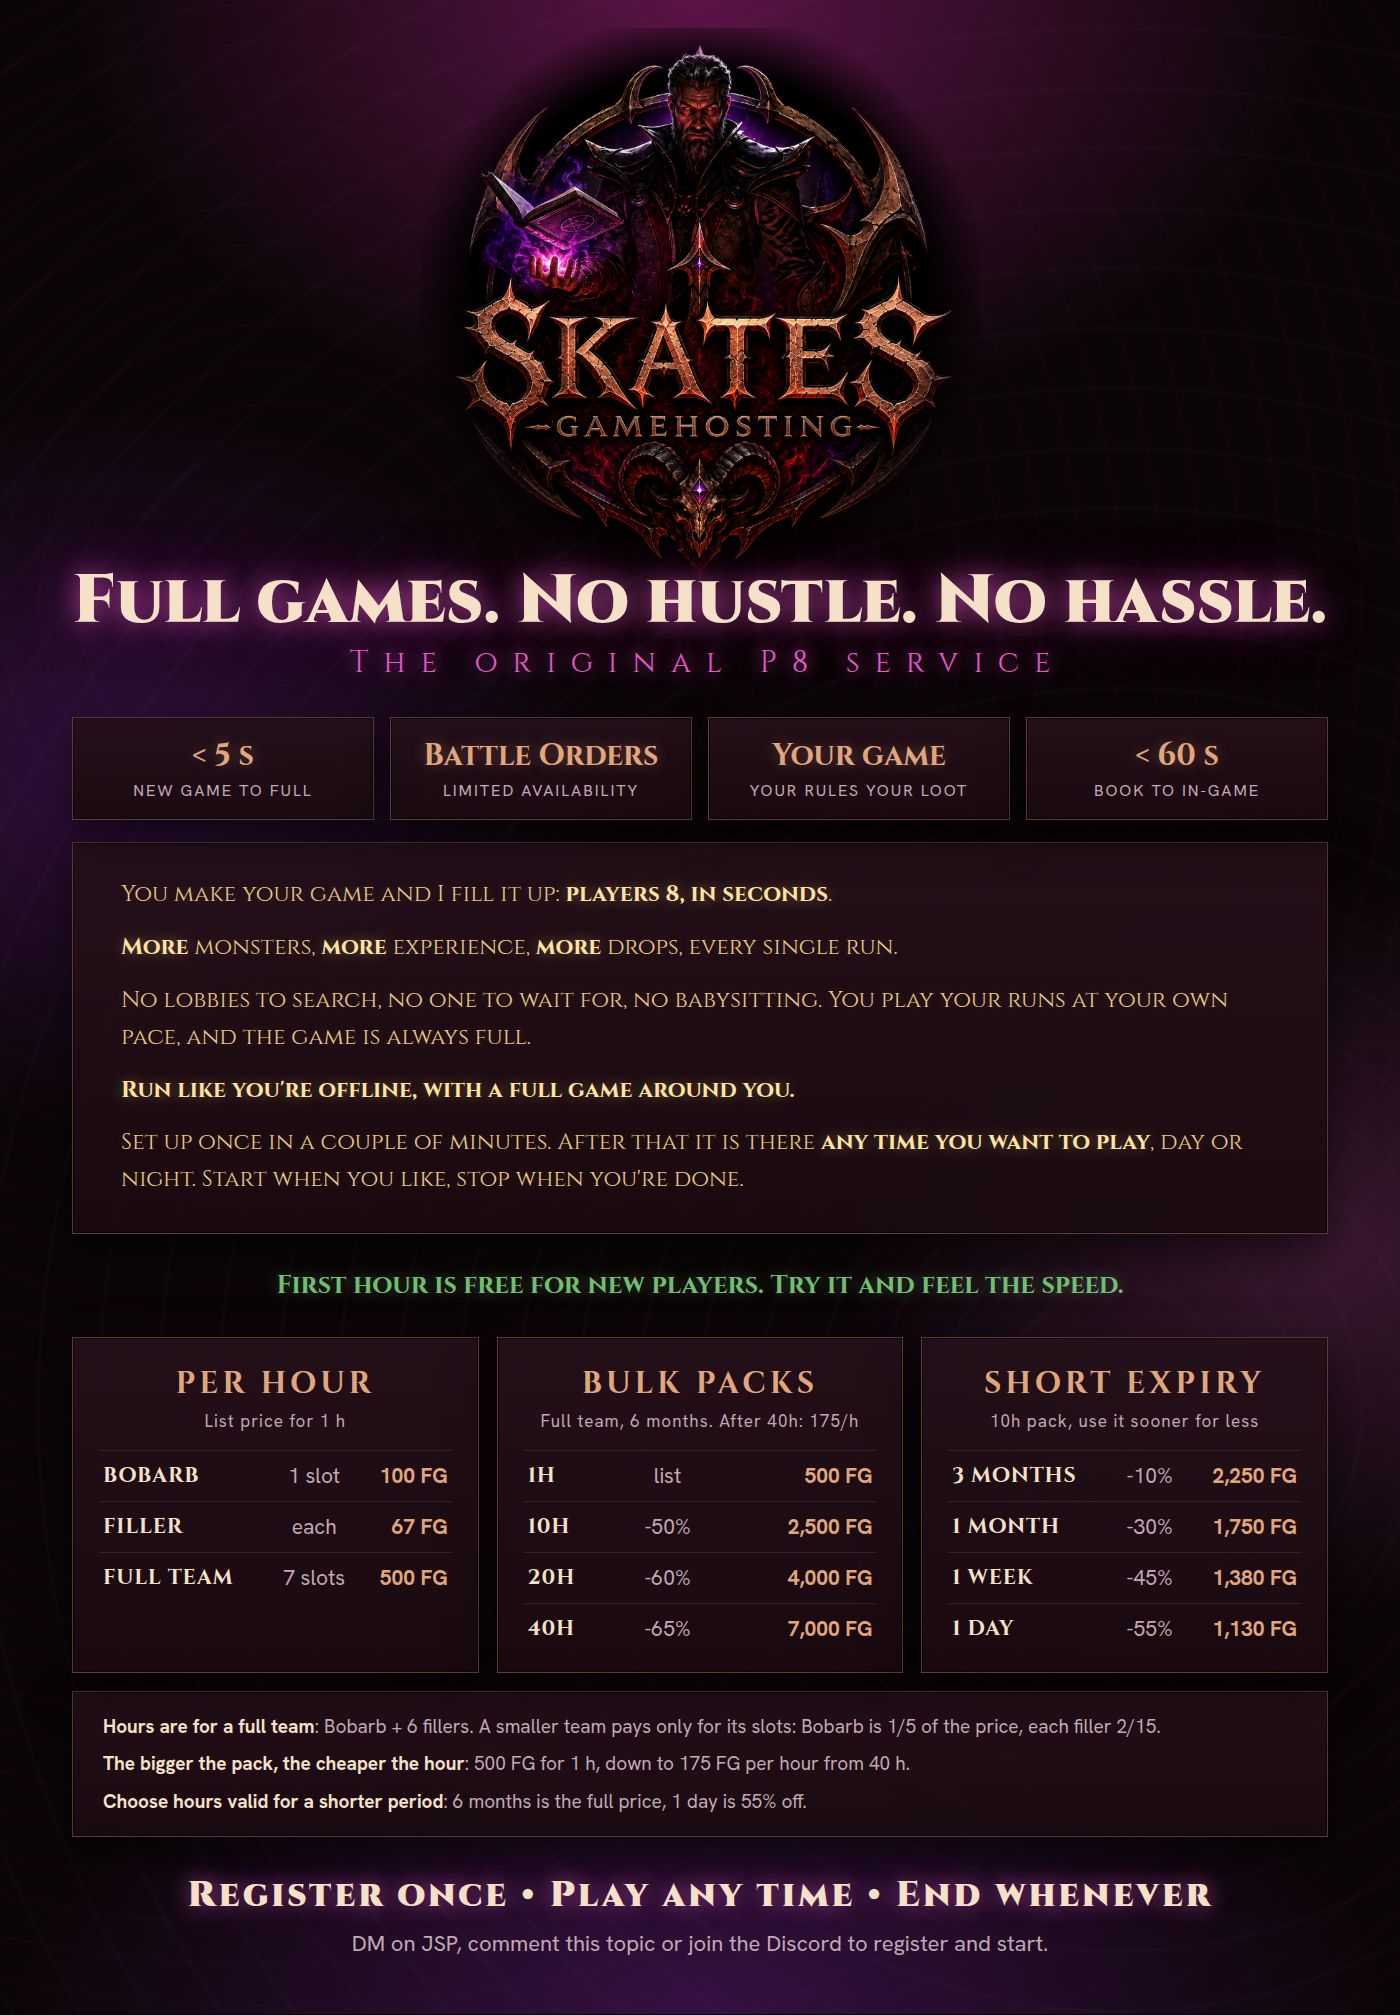 SKATES
GAMEHOSTING
Full games. No hustle. No hassle.
The original P8 service
< 5 s
NEW GAME TO FULL
Battle Orders
LIMITED AVAILABILITY
Your game
YOUR RULES YOUR LOOT
< 60 s
BOOK TO IN-GAME
You make your game and I fill it up: players 8, in seconds.
More monsters, more experience, more drops, every single run.
No lobbies to search, no one to wait for, no babysitting. You play your runs at your own
pace, and the game is always full.
Run like you're offline, with a full game around you.
Set up once in a couple of minutes. After that it is there any time you want to play, day or
night. Start when you like, stop when you're done.
First hour is free for new players. Try it and feel the speed.
PER HOUR
List price for 1 h
BOBARB 1 slot 100 FG
FILLER each 67 FG
FULL TEAM 7 slots 500 FG
BULK PACKS
Full team, 6 months. After 40h: 175/h
1H list 500 FG
10H -50% 2,500 FG
20H -60% 4,000 FG
40H -65% 7,000 FG
SHORT EXPIRY
10h pack, use it sooner for less
3 MONTHS -10% 2,250 FG
1 MONTH -30% 1,750 FG
1 WEEK -45% 1,380 FG
1 DAY -55% 1,130 FG
Hours are for a full team: Bobarb + 6 fillers. A smaller team pays only for its slots: Bobarb is 1/5 of the price, each filler 2/15.
The bigger the pack, the cheaper the hour: 500 FG for 1 h, down to 175 FG per hour from 40 h.
Choose hours valid for a shorter period: 6 months is the full price, 1 day is 55% off.
Register once • Play any time • End whenever
DM on JSP, comment this topic or join the Discord to register and start.